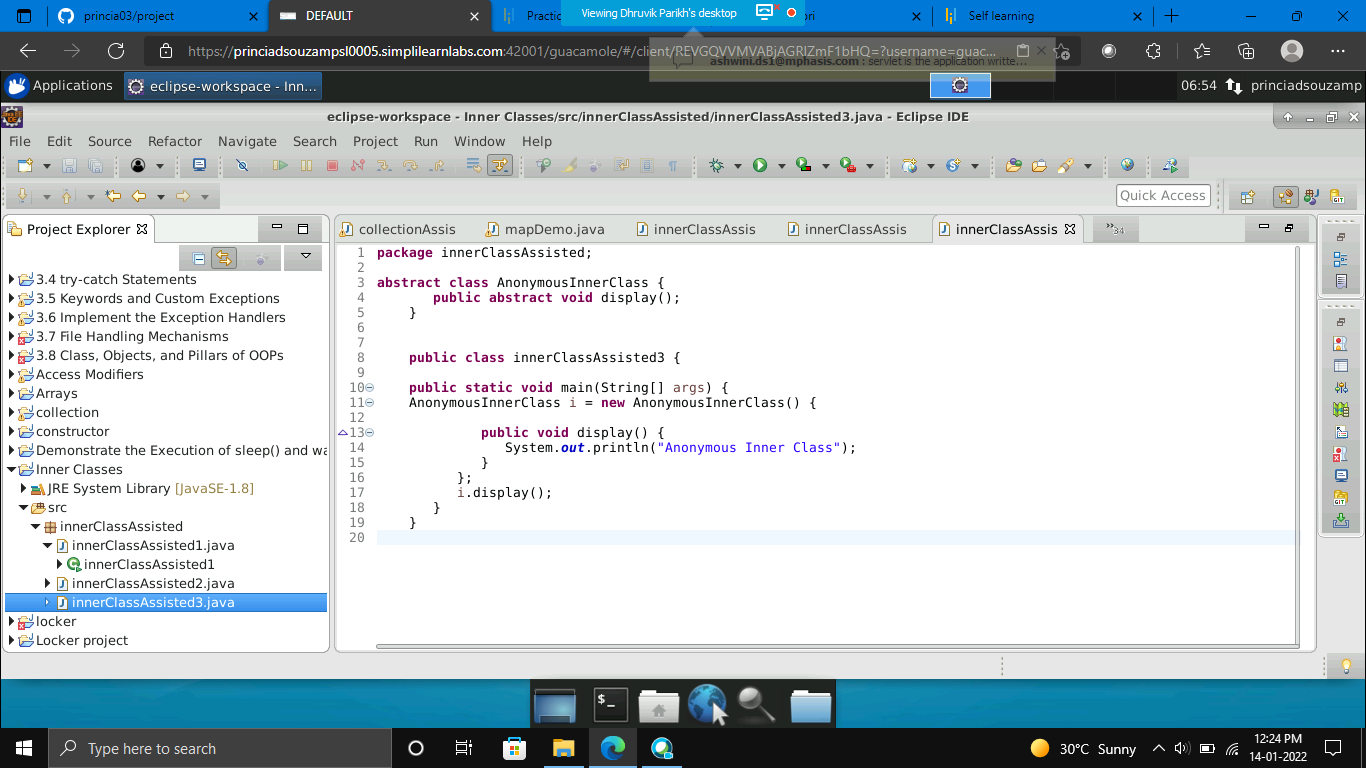 princia03/project
DEFAULT
Practic
Viewing Dhruvik Parikh's desktop
ori
Self learning
https://princiadsouzampsl0005.simplilearnlabs.com:42001/guacamole/#/client/REVGQVVMVABjAGRIZmF1bHQ=?username=guac...
ashwini.ds1@mphasis.com : servlet is the application writte...
Applications
eclipse-workspace - Inn...
06:54
princiadsouzamp
eclipse-workspace - Inner Classes/src/innerClassAssisted/innerClassAssisted3.java - Eclipse IDE
File Edit Source Refactor Navigate Search Project Run Window Help
Quick Access
Project Explorer
3.4 try-catch Statements
3.5 Keywords and Custom Exceptions
3.6 Implement the Exception Handlers
3.7 File Handling Mechanisms
3.8 Class, Objects, and Pillars of OOPs
Access Modifiers
Arrays
collection
constructor
Demonstrate the Execution of sleep() and wa
Inner Classes
JRE System Library [JavaSE-1.8]
src
innerClassAssisted
innerClassAssisted1.java
innerClassAssisted1
innerClassAssisted2.java
innerClassAssisted3.java
locker
Locker project
collectionAssis
mapDemo.java
innerClassAssis
innerClassAssis
innerClassAssis
»34
1 package innerClassAssisted;
2
3 abstract class AnonymousInnerClass {
4 public abstract void display();
5 }
6
7
8 public class innerClassAssisted3 {
9
10 public static void main(String[] args) {
11 AnonymousInnerClass i = new AnonymousInnerClass() {
12
13 public void display() {
14 System.out.println("Anonymous Inner Class");
15 }
16 };
17 i.display();
18 }
19 }
20
Type here to search
30°C Sunny
12:24 PM
14-01-2022